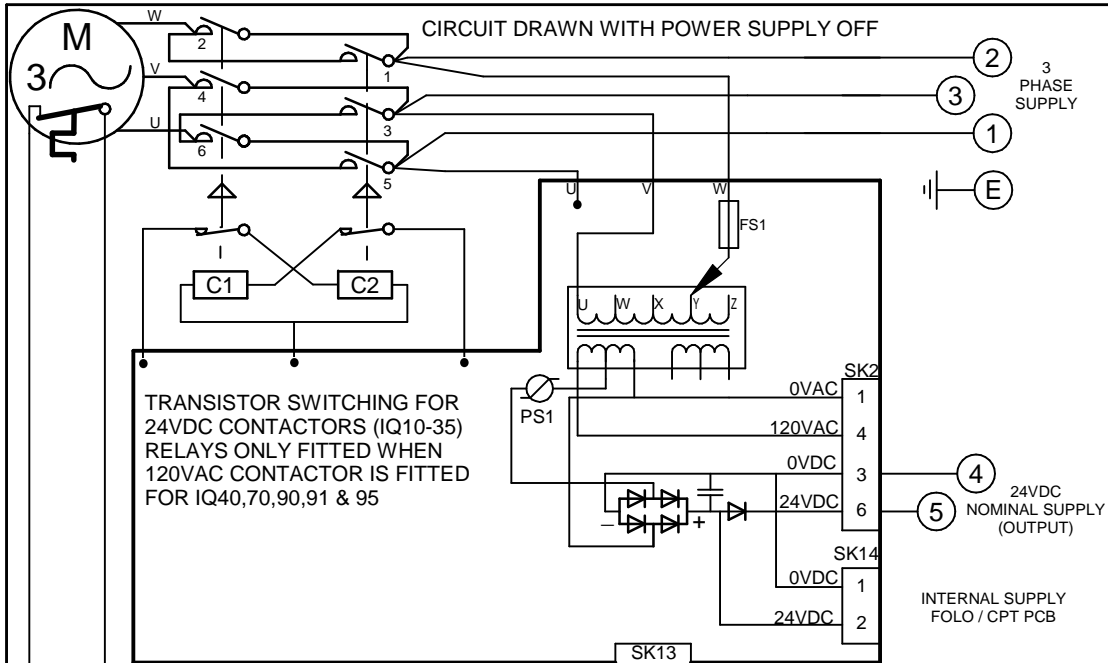 CIRCUIT DRAWN WITH POWER SUPPLY OFF
W
M
3
V
U
2
4
6
1
3
5
2
3
1
E
3
PHASE
SUPPLY
U
V
W
FS1
C1
C2
U
W
X
Y
Z
PS1
TRANSISTOR SWITCHING FOR
24VDC CONTACTORS (IQ10-35)
RELAYS ONLY FITTED WHEN
120VAC CONTACTOR IS FITTED
FOR IQ40,70,90,91 & 95
SK2
0VAC 1
120VAC 4
0VDC 3
24VDC 6
4
5
24VDC
NOMINAL SUPPLY
(OUTPUT)
– +
SK14
0VDC 1
24VDC 2
INTERNAL SUPPLY
FOLO / CPT PCB
SK13